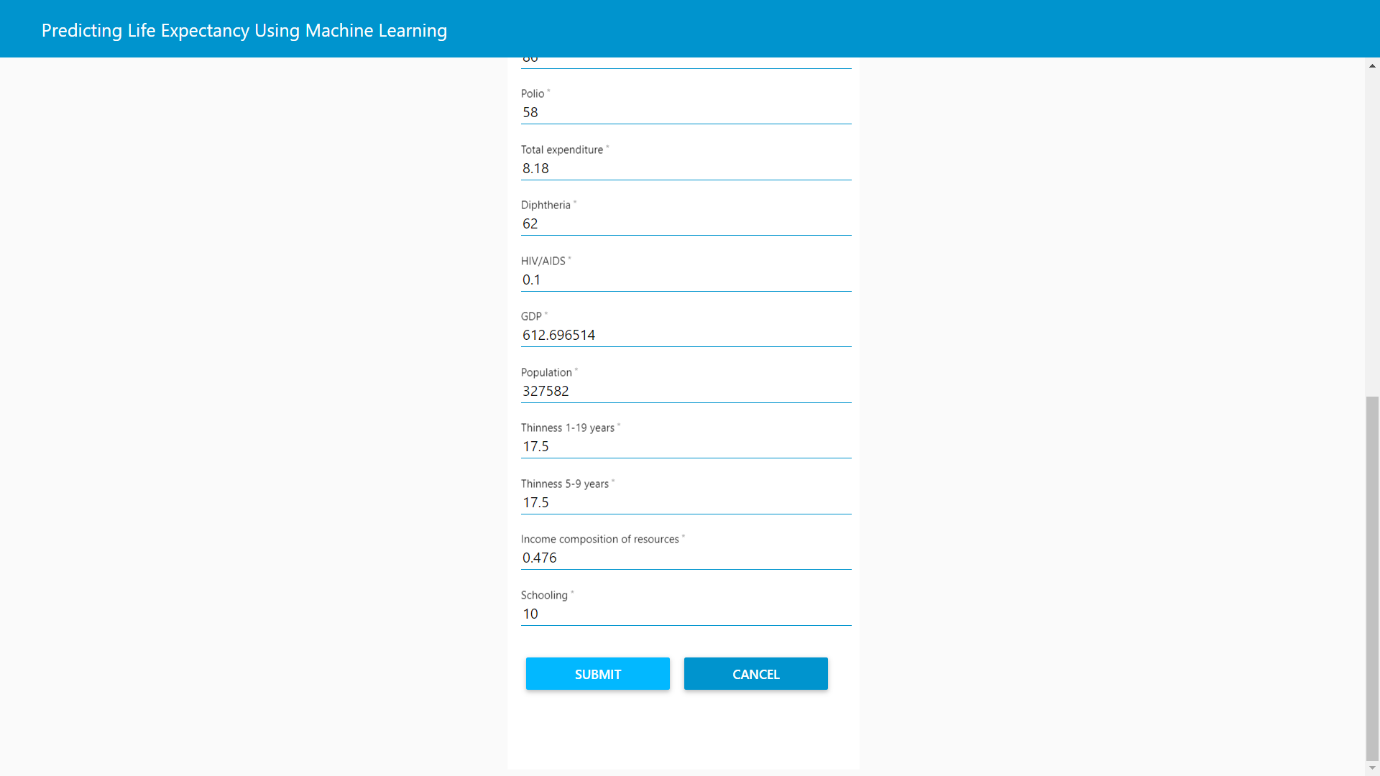 Predicting Life Expectancy Using Machine Learning
Polio *
58
Total expenditure *
8.18
Diphtheria *
62
HIV/AIDS *
0.1
GDP *
612.696514
Population *
327582
Thinness 1-19 years *
17.5
Thinness 5-9 years *
17.5
Income composition of resources *
0.476
Schooling *
10
SUBMIT CANCEL